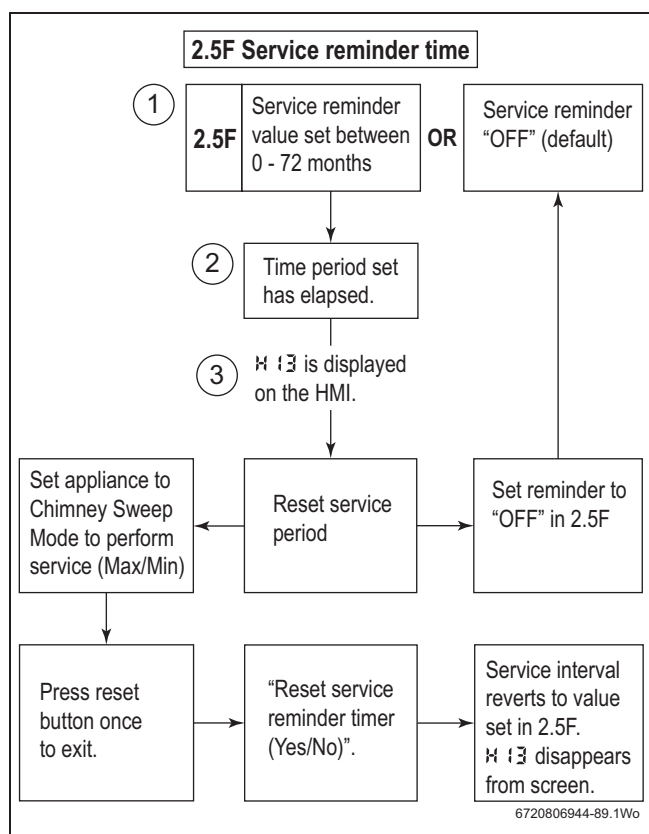 2.5F Service reminder time
1
2.5F
Service reminder
value set between
0 - 72 months
OR
Service reminder
“OFF” (default)
2
Time period set
has elapsed.
3
H13 is displayed
on the HMI.
Set appliance to
Chimney Sweep
Mode to perform
service (Max/Min)
Reset service
period
Set reminder to
“OFF” in 2.5F
Press reset
button once
to exit.
“Reset service
reminder timer
(Yes/No)”.
Service interval
reverts to value
set in 2.5F.
H13 disappears
from screen.
6720806944-89.1Wo